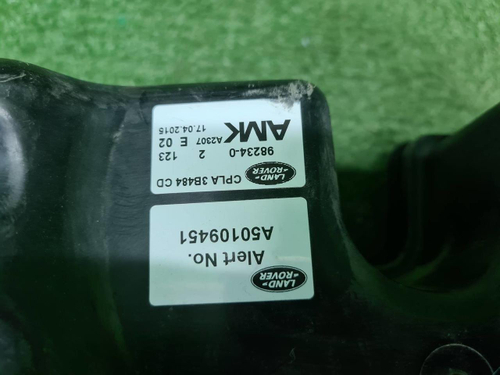 LAND-
ROVER
CPLA 3B484 CD
98234-0
2
123
AMK
A2307 E 02
17.04.2015
Alert No.
A50109451
LAND-
ROVER